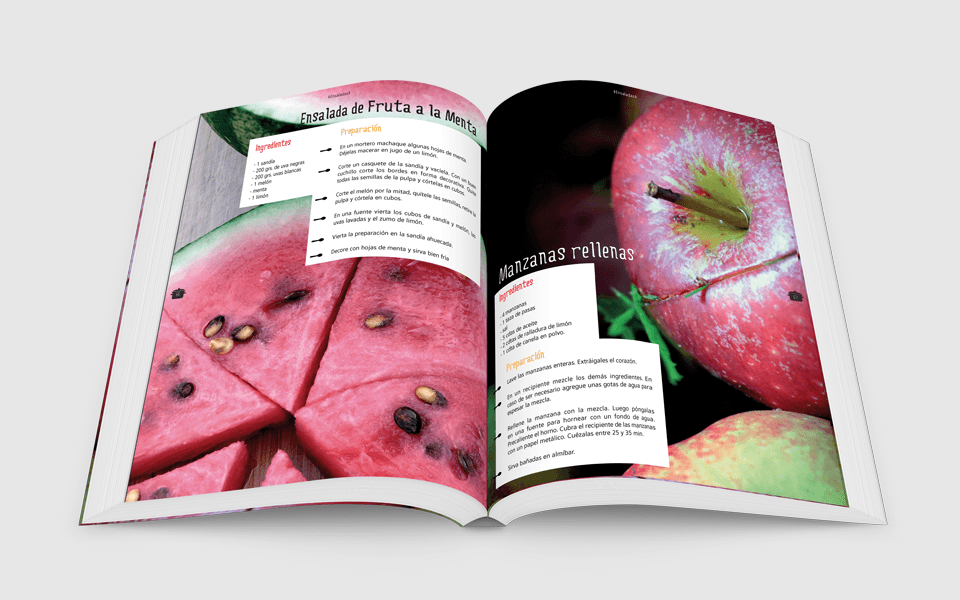 Ensalada de Fruta a la Menta
Ingredientes
- 1 sandía
- 200 grs. de uva negras
- 200 grs. uvas blancas
- 1 melón
- menta
- 1 limón
Preparación
En un mortero machaque algunas hojas de menta.
Déjelas macerar en jugo de un limón.
Corte un casquete de la sandía y vacíela. Con un buen
cuchillo corte los bordes en forma decorativa. Quite
todas las semillas de la pulpa y córtelas en cubos.
Corte el melón por la mitad, quítele las semillas, retire la
pulpa y córtela en cubos.
En una fuente vierta los cubos de sandía y melón, las
uvas lavadas y el zumo de limón.
Vierta la preparación en la sandía ahuecada.
Decore con hojas de menta y sirva bien fría
Manzanas rellenas
Ingredientes
- 4 manzanas
- 1 taza de pasas
- sal
- 5 cdas de aceite
- 2 cditas de ralladura de limón
- 1 cdita de canela en polvo.
Preparación
Lave las manzanas enteras. Extráigales el corazón.
En un recipiente mezcle los demás ingredientes. En
caso de ser necesario agregue unas gotas de agua para
espesar la mezcla.
Rellene la manzana con la mezcla. Luego póngalas
en una fuente para hornear con un fondo de agua.
Precaliente el horno. Cubra el recipiente de las manzanas
con un papel metálico. Cuézalas entre 25 y 35 min.
Sirva bañadas en almíbar.